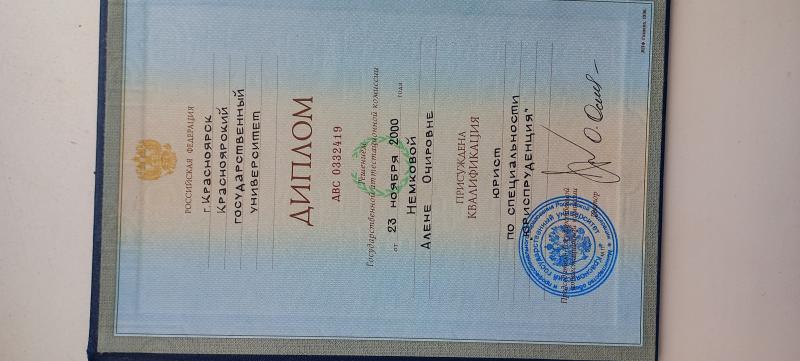 РОССИЙСКАЯ ФЕДЕРАЦИЯ
г. Красноярск
Красноярский
государственный
университет
ДИПЛОМ
АВС 0332419
Решением
Государственной аттестационной комиссии
от 23 ноября 2000 года
Немковой
Алене Очировне
ПРИСУЖДЕНА
КВАЛИФИКАЦИЯ
юрист
по специальности
юриспруденция"
Ректор